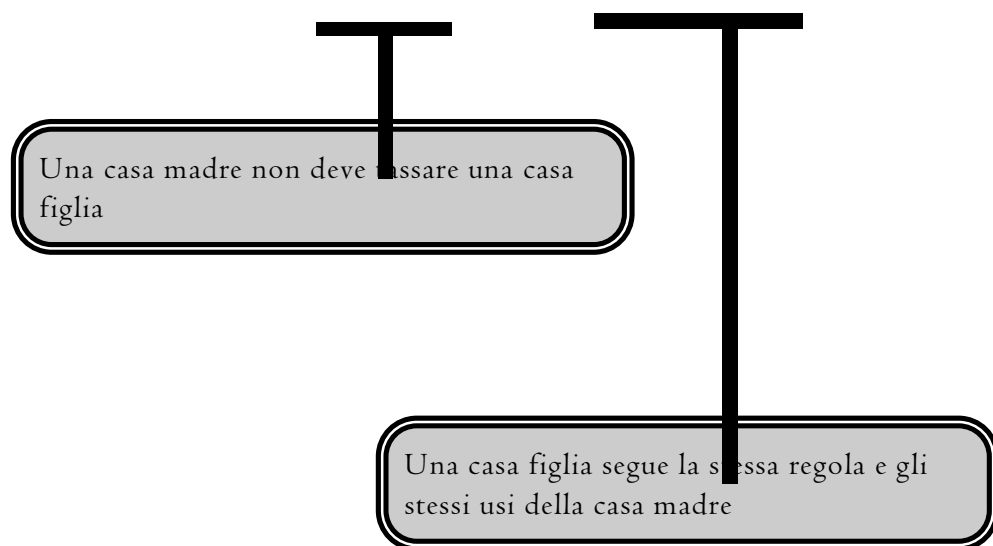 Una casa madre non deve tassare una casa
figlia
Una casa figlia segue la stessa regola e gli
stessi usi della casa madre